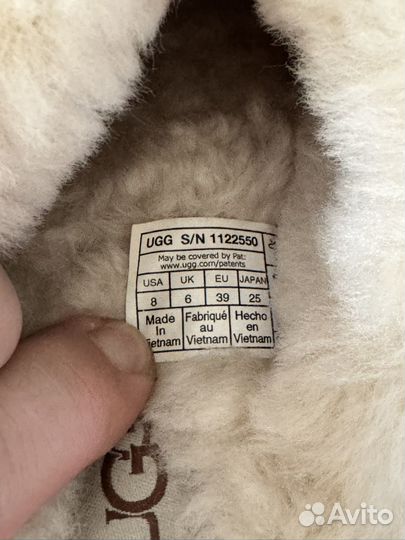 UGG S/N 1122550
May be covered by Pat:
www.ugg.com/patents
USA UK EU JAPAN
8 6 39 25
Made Fabriqué Hecho
In au en
Vietnam Vietnam Vietnam
UGG
Avito